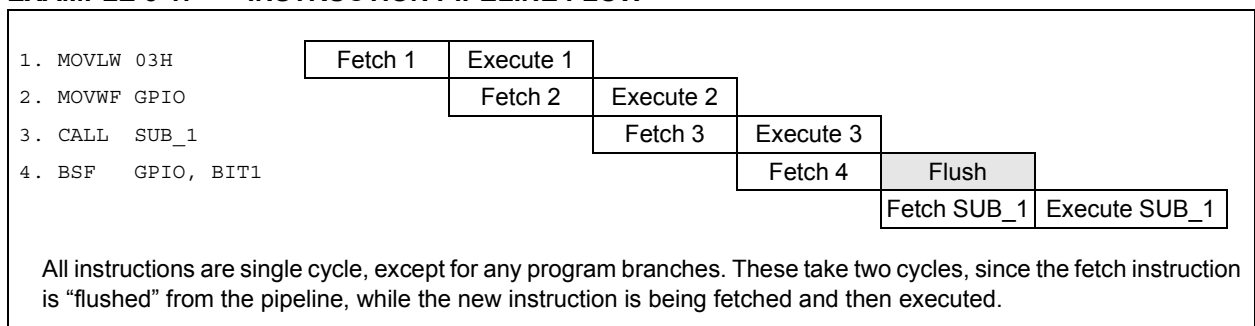 1. MOVLW 03H Fetch 1 Execute 1
2. MOVWF GPIO Fetch 2 Execute 2
3. CALL SUB_1 Fetch 3 Execute 3
4. BSF GPIO, BIT1 Fetch 4 Flush
Fetch SUB_1 Execute SUB_1
All instructions are single cycle, except for any program branches. These take two cycles, since the fetch instruction
is “flushed” from the pipeline, while the new instruction is being fetched and then executed.